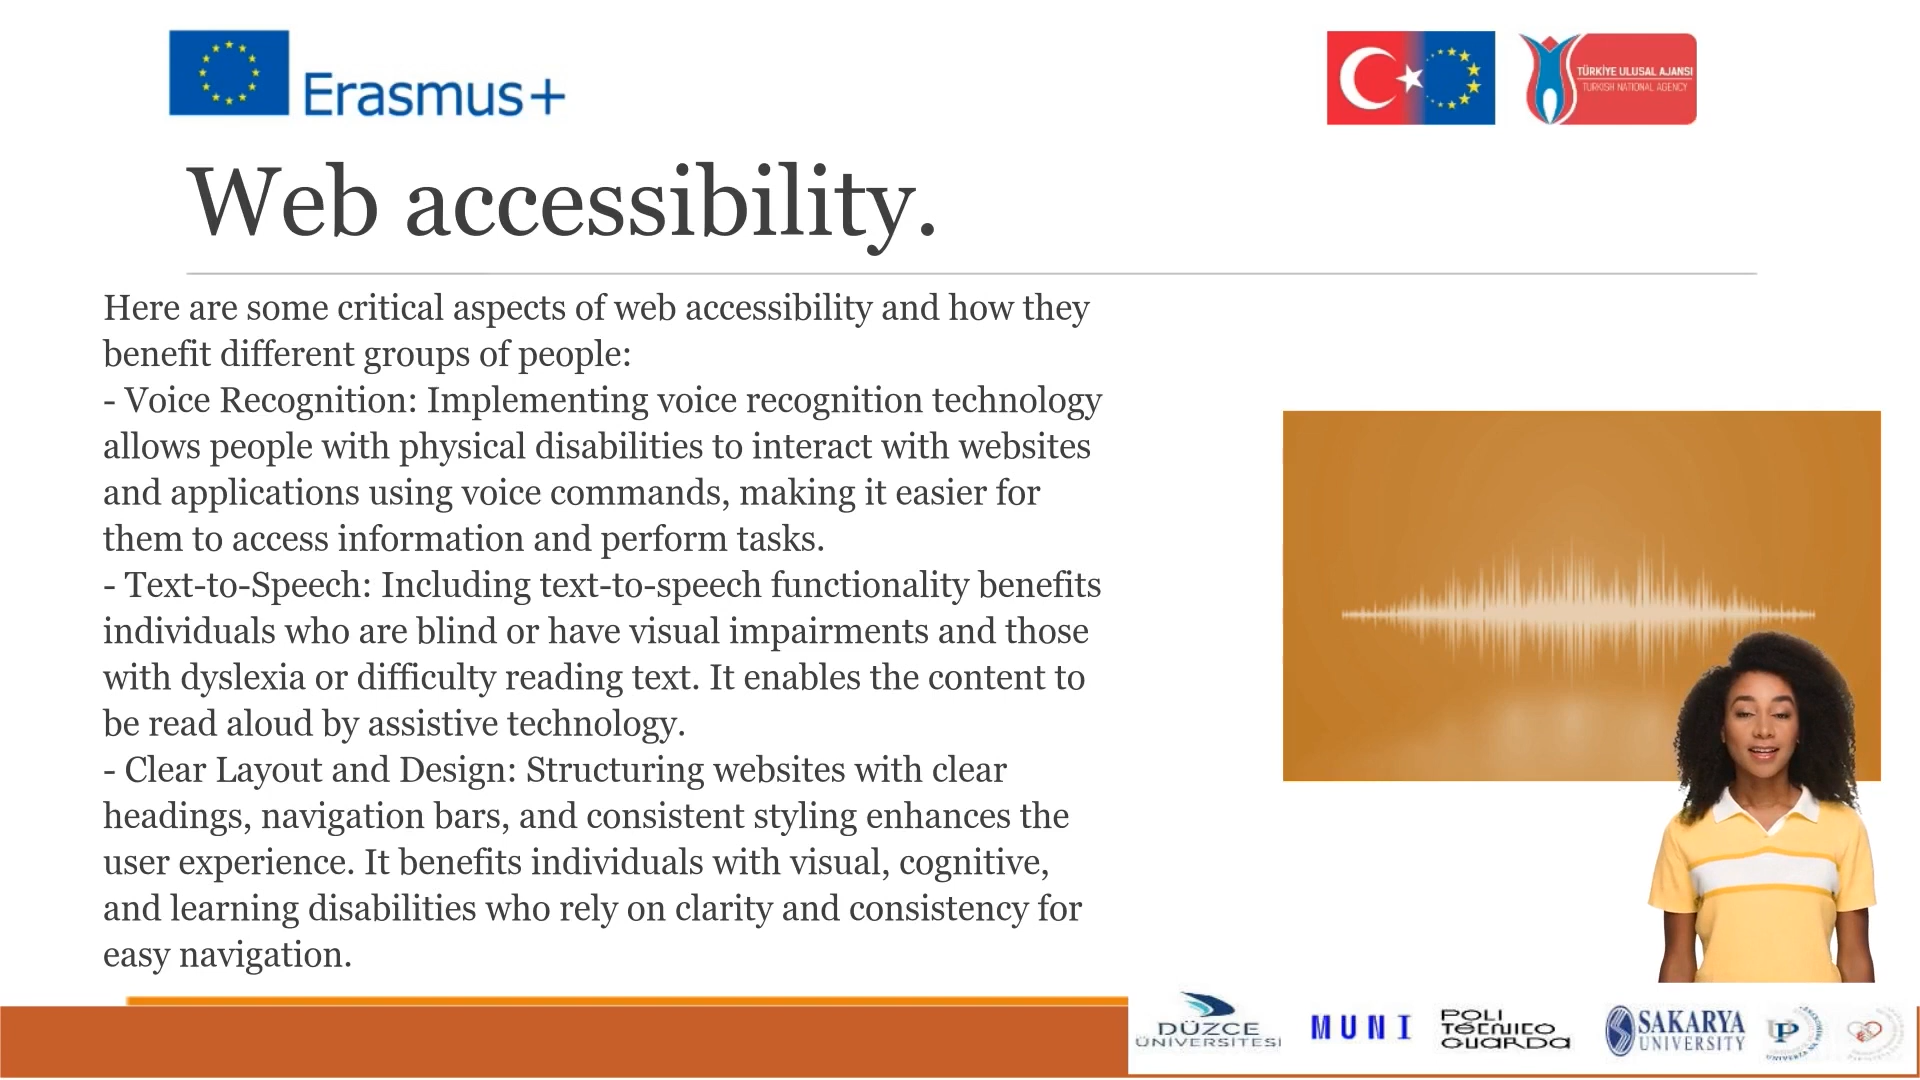 Erasmus+
TÜRKİYE ULUSAL AJANSI
TURKISH NATIONAL AGENCY
Web accessibility.
Here are some critical aspects of web accessibility and how they
benefit different groups of people:
- Voice Recognition: Implementing voice recognition technology
allows people with physical disabilities to interact with websites
and applications using voice commands, making it easier for
them to access information and perform tasks.
- Text-to-Speech: Including text-to-speech functionality benefits
individuals who are blind or have visual impairments and those
with dyslexia or difficulty reading text. It enables the content to
be read aloud by assistive technology.
- Clear Layout and Design: Structuring websites with clear
headings, navigation bars, and consistent styling enhances the
user experience. It benefits individuals with visual, cognitive,
and learning disabilities who rely on clarity and consistency for
easy navigation.
DÜZCE
ÜNİVERSİTESİ
MUNI
POLI
TÉCNICO
GUARDA
SAKARYA
UNIVERSITY
UP